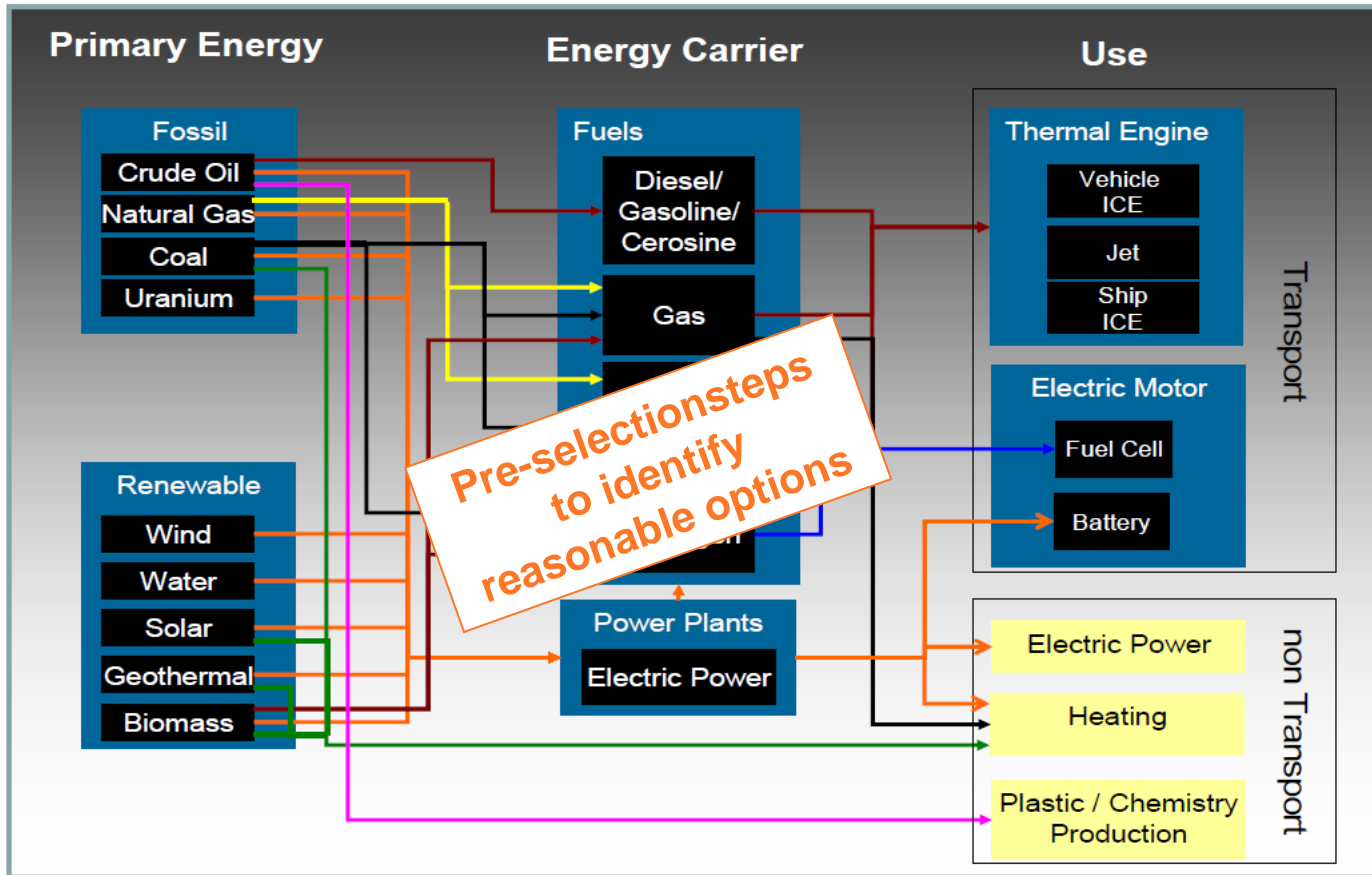 Primary Energy
Energy Carrier
Use
Fossil
Crude Oil
Natural Gas
Coal
Uranium
Renewable
Wind
Water
Solar
Geothermal
Biomass
Fuels
Diesel/
Gasoline/
Cerosine
Gas
Pre-selectionsteps
to identify
reasonable options
Power Plants
Electric Power
Thermal Engine
Vehicle
ICE
Jet
Ship
ICE
Electric Motor
Fuel Cell
Battery
Transport
Electric Power
Heating
Plastic / Chemistry
Production
non Transport